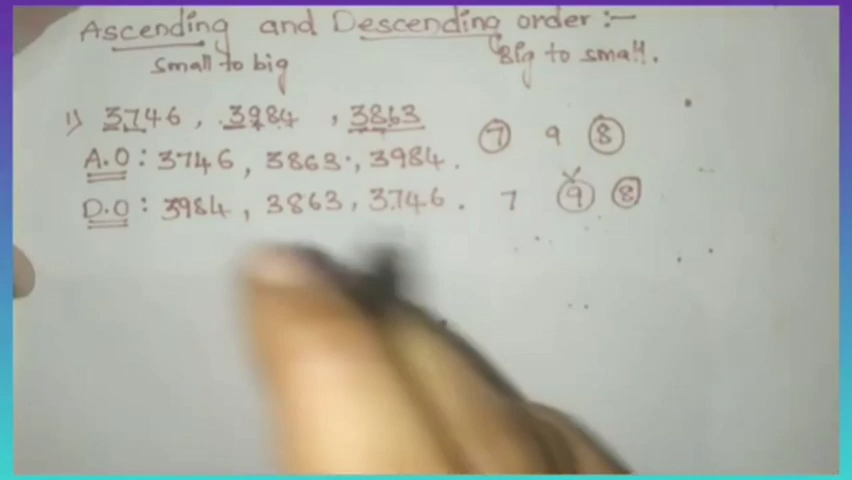 Ascending and Descending order :-
Small to big Big to small.
1) 3746, 3984, 3863
7 9 8
A.O : 3746, 3863, 3984.
D.O : 3984, 3863, 3746. 7 9 8